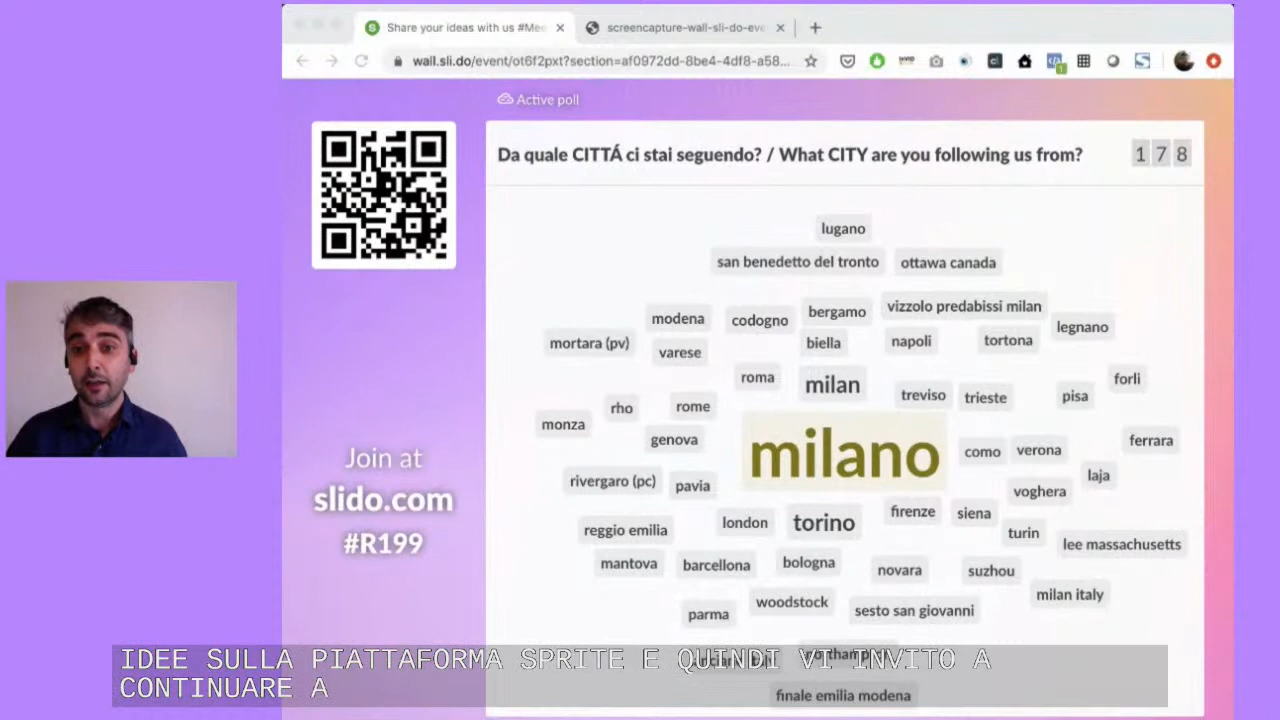 Share your ideas with us #Mee
screencapture-wall-sli-do-eve
wall.sli.do/event/ot6f2pxt?section=af0972dd-8be4-4df8-a58...
Active poll
Da quale CITTÁ ci stai seguendo? / What CITY are you following us from?
1 7 8
lugano
san benedetto del tronto
ottawa canada
vizzolo predabissi milan
modena
codogno
bergamo
legnano
mortara (pv)
varese
biella
napoli
tortona
roma
milan
treviso
trieste
pisa
forli
monza
rho
rome
genova
milano
como
verona
ferrara
rivergaro (pc)
pavia
voghera
laja
reggio emilia
london
torino
firenze
siena
turin
lee massachusetts
mantova
barcellona
bologna
novara
suzhou
milan italy
parma
woodstock
sesto san giovanni
finale emilia modena
Join at
slido.com
#R199
IDEE SULLA PIATTAFORMA SPRITE E QUINDI VI INVITO A
CONTINUARE A